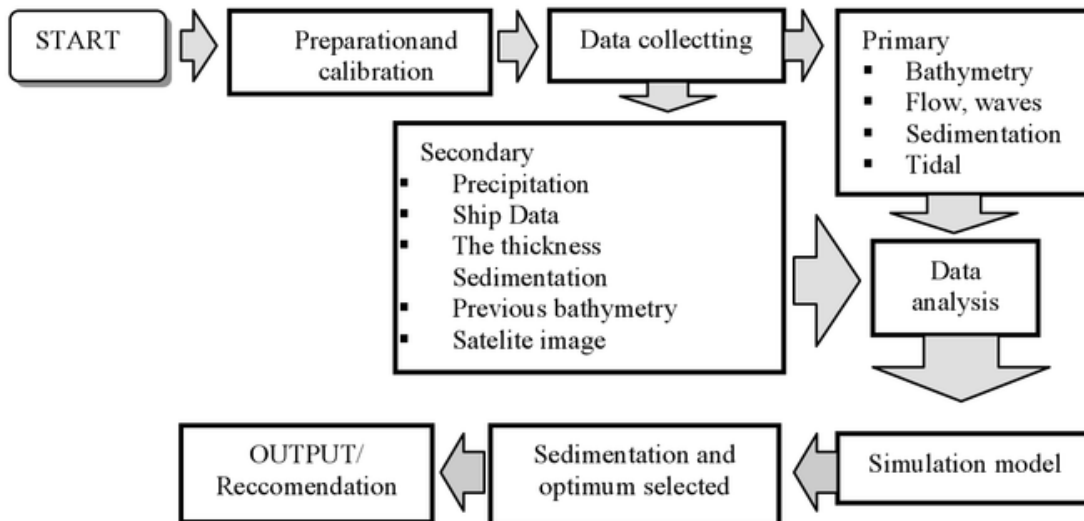 START
Preparationand
calibration
Data collectting
Primary
▪ Bathymetry
▪ Flow, waves
▪ Sedimentation
▪ Tidal
Secondary
▪ Precipitation
▪ Ship Data
▪ The thickness
Sedimentation
▪ Previous bathymetry
▪ Satelite image
Data
analysis
Simulation model
Sedimentation and
optimum selected
OUTPUT/
Reccomendation